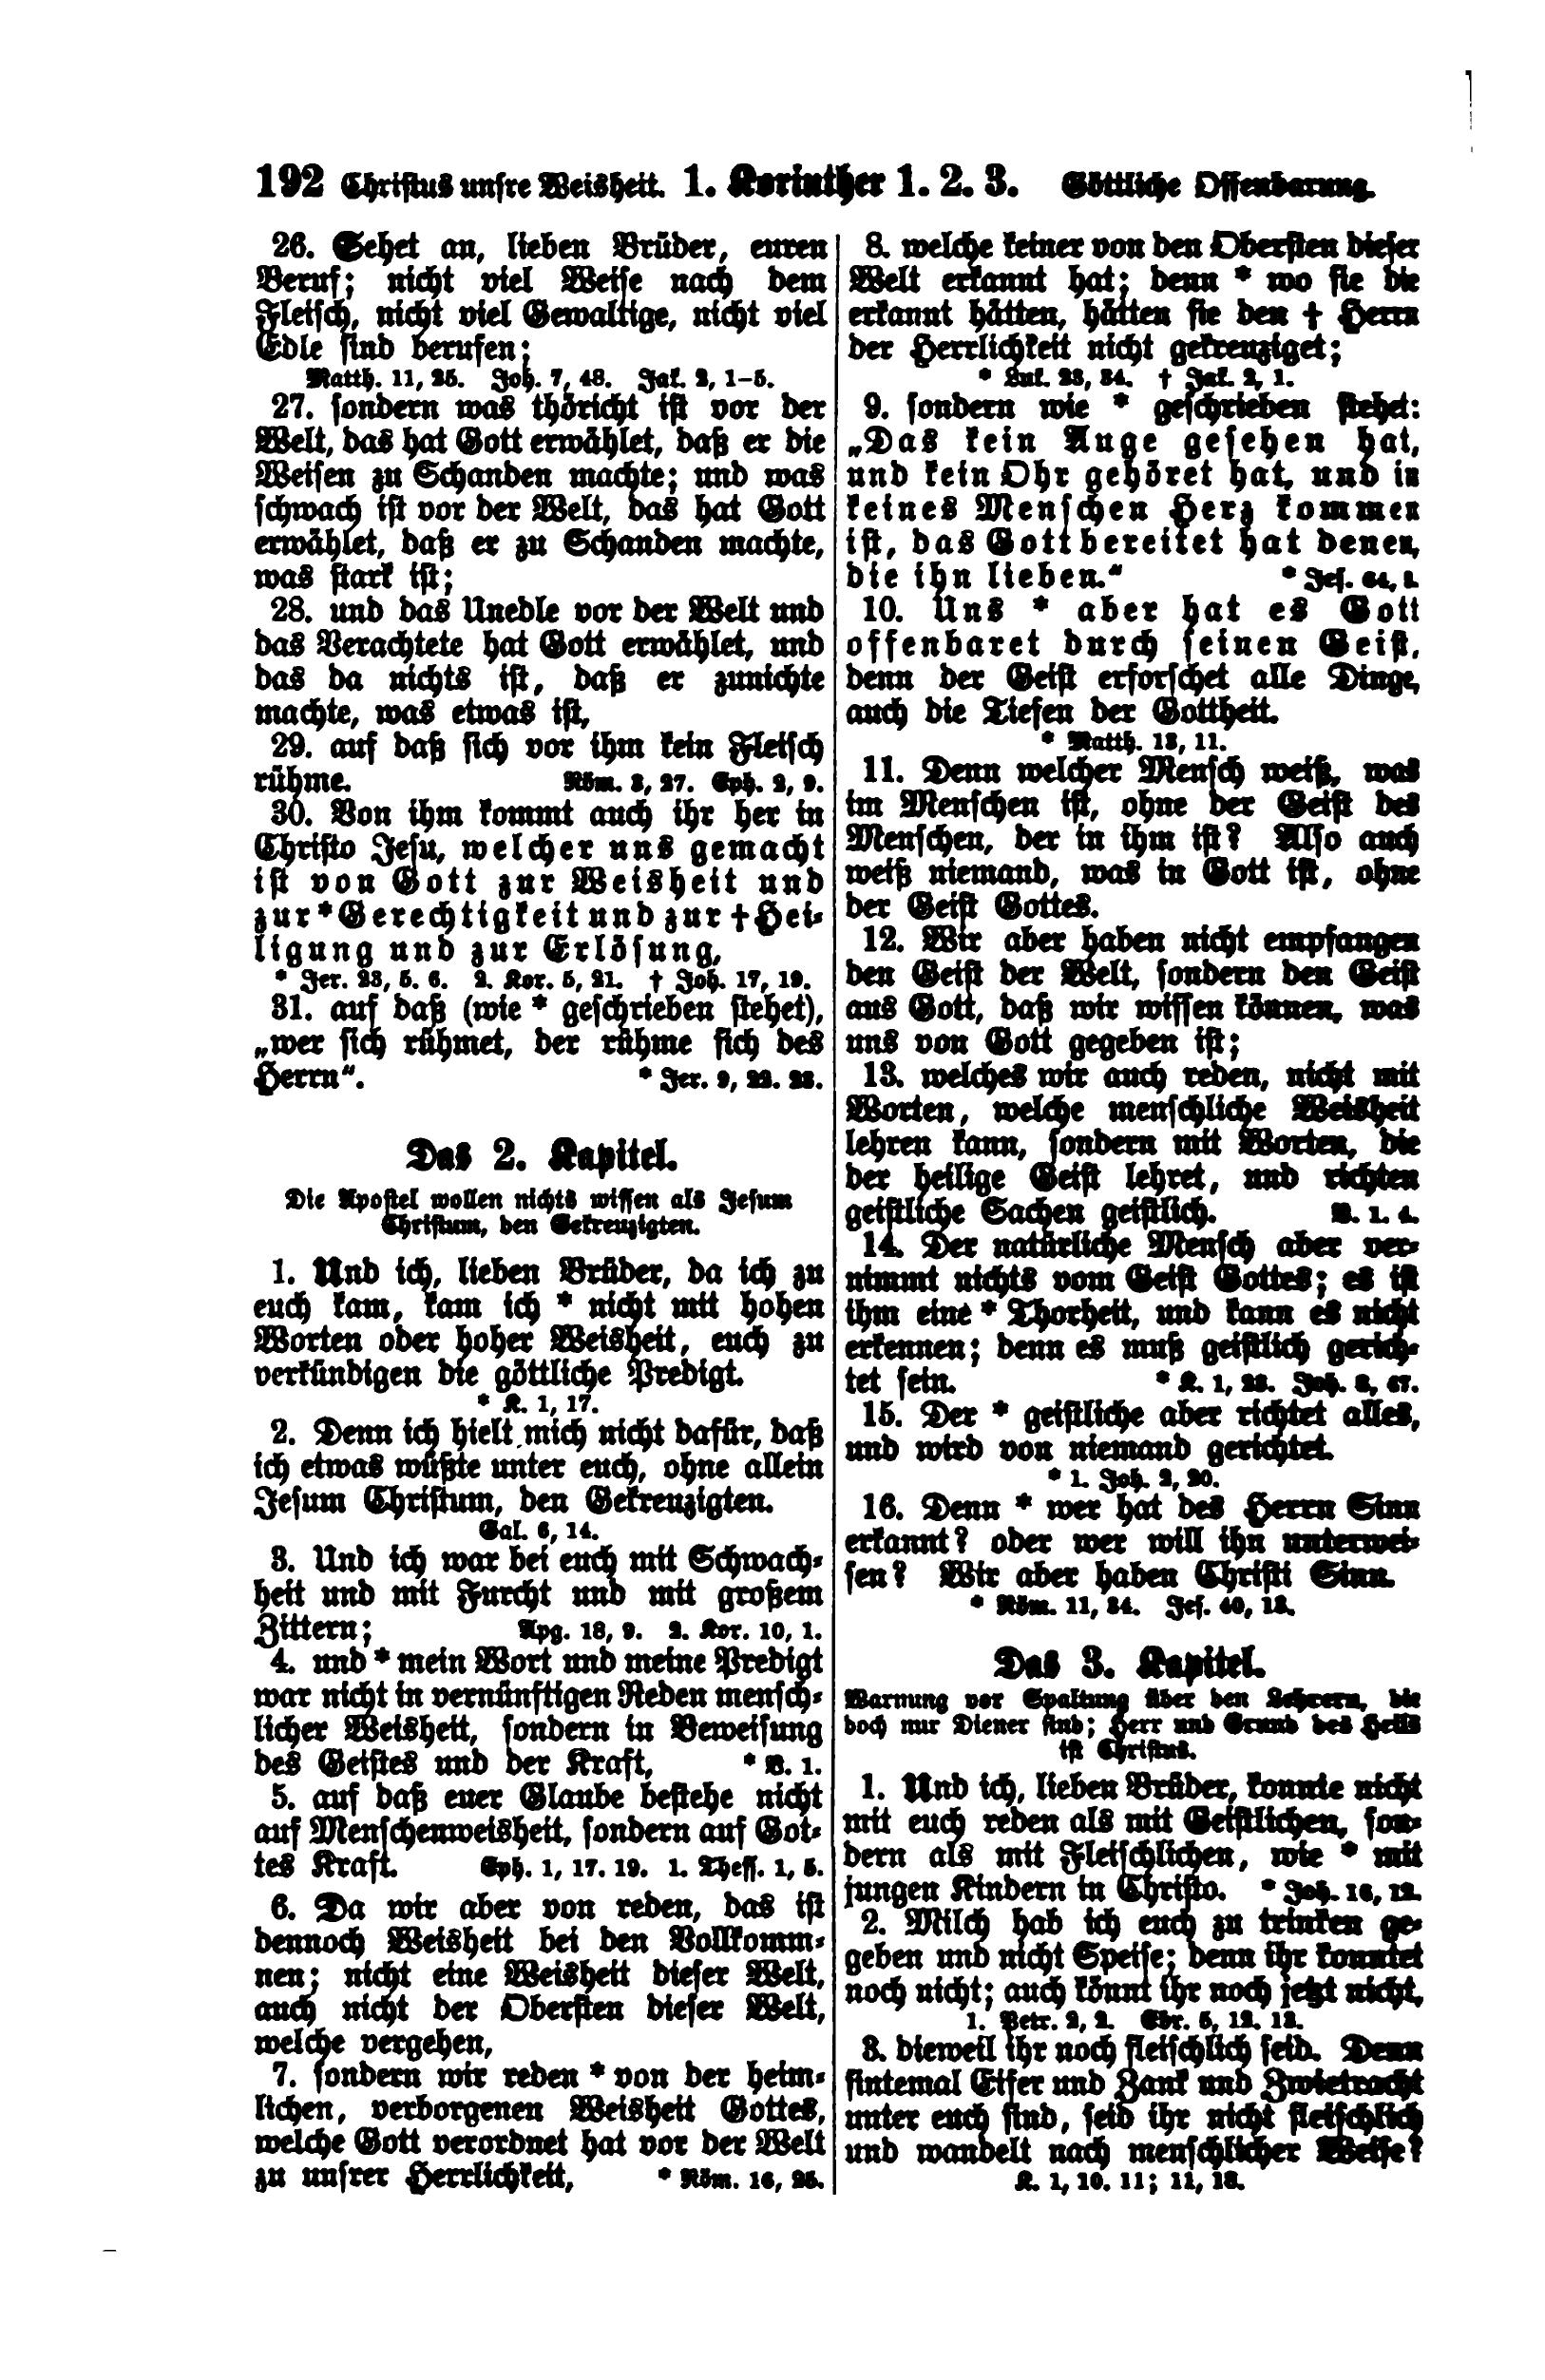 192 Christus unsre Weisheit. 1. Korinther 1. 2. 3. Göttliche Offenbarung.
26. Sehet an, lieben Brüder, euren
Beruf; nicht viel Weise nach dem
Fleisch, nicht viel Gewaltige, nicht viel
Edle sind berufen;
Matth. 11, 25. Joh. 7, 48. Jak. 2, 1-5.
27. sondern was thöricht ist vor der
Welt, das hat Gott erwählet, daß er die
Weisen zu Schanden machte; und was
schwach ist vor der Welt, das hat Gott
erwählet, daß er zu Schanden machte,
was stark ist;
28. und das Unedle vor der Welt und
das Verachtete hat Gott erwählet, und
das da nichts ist, daß er zunichte
machte, was etwas ist,
29. auf daß sich vor ihm kein Fleisch
rühme. Röm. 3, 27. Eph. 2, 9.
30. Von ihm kommt auch ihr her in
Christo Jesu, welcher uns gemacht
ist von Gott zur Weisheit und
zur * Gerechtigkeit und zur † Hei-
ligung und zur Erlösung,
* Jer. 23, 5. 6. 2. Kor. 5, 21. † Joh. 17, 19.
31. auf daß (wie * geschrieben stehet),
„wer sich rühmet, der rühme sich des
Herrn“. * Jer. 9, 22. 23.
Das 2. Kapitel.
Die Apostel wollen nichts wissen als Jesum
Christum, den Gekreuzigten.
1. Und ich, lieben Brüder, da ich zu
euch kam, kam ich * nicht mit hohen
Worten oder hoher Weisheit, euch zu
verkündigen die göttliche Predigt.
* K. 1, 17.
2. Denn ich hielt mich nicht dafür, daß
ich etwas wüßte unter euch, ohne allein
Jesum Christum, den Gekreuzigten.
Gal. 6, 14.
3. Und ich war bei euch mit Schwach-
heit und mit Furcht und mit großem
Zittern; Apg. 18, 9. 2. Kor. 10, 1.
4. und * mein Wort und meine Predigt
war nicht in vernünftigen Reden mensch-
licher Weisheit, sondern in Beweisung
des Geistes und der Kraft, * V. 1.
5. auf daß euer Glaube bestehe nicht
auf Menschenweisheit, sondern auf Got-
tes Kraft. Eph. 1, 17. 19. 1. Thess. 1, 5.
6. Da wir aber von reden, das ist
dennoch Weisheit bei den Vollkomm-
nen; nicht eine Weisheit dieser Welt,
auch nicht der Obersten dieser Welt,
welche vergehen,
7. sondern wir reden * von der heim-
lichen, verborgenen Weisheit Gottes,
welche Gott verordnet hat vor der Welt
zu unsrer Herrlichkeit, * Röm. 16, 25.
8. welche keiner von den Obersten dieser
Welt erkannt hat; denn * wo sie die
erkannt hätten, hätten sie den † Herrn
der Herrlichkeit nicht gekreuziget;
* Luk. 23, 34. † Jak. 2, 1.
9. sondern wie * geschrieben stehet:
„Das kein Auge gesehen hat,
und kein Ohr gehöret hat, und in
keines Menschen Herz kommen
ist, das Gott bereitet hat denen,
die ihn lieben.“ * Jes. 64, 3.
10. Uns * aber hat es Gott
offenbaret durch seinen Geist,
denn der Geist erforschet alle Dinge,
auch die Tiefen der Gottheit.
* Matth. 13, 11.
11. Denn welcher Mensch weiß, was
im Menschen ist, ohne der Geist des
Menschen, der in ihm ist? Also auch
weiß niemand, was in Gott ist, ohne
der Geist Gottes.
12. Wir aber haben nicht empfangen
den Geist der Welt, sondern den Geist
aus Gott, daß wir wissen können, was
uns von Gott gegeben ist;
13. welches wir auch reden, nicht mit
Worten, welche menschliche Weisheit
lehren kann, sondern mit Worten, die
der heilige Geist lehret, und richten
geistliche Sachen geistlich. V. 1. 4.
14. Der natürliche Mensch aber ver-
nimmt nichts vom Geist Gottes; es ist
ihm eine * Thorheit, und kann es nicht
erkennen; denn es muß geistlich gerich-
tet sein. * K. 1, 23. Joh. 8, 47.
15. Der * geistliche aber richtet alles,
und wird von niemand gerichtet.
* 1. Joh. 2, 20.
16. Denn * wer hat des Herrn Sinn
erkannt? oder wer will ihn unterwei-
sen? Wir aber haben Christi Sinn.
* Röm. 11, 34. Jes. 40, 13.
Das 3. Kapitel.
Warnung vor Spaltung über den Lehrern, die
doch nur Diener sind; Herr und Grund des Heils
ist Christus.
1. Und ich, lieben Brüder, konnte nicht
mit euch reden als mit Geistlichen, son-
dern als mit Fleischlichen, wie * mit
jungen Kindern in Christo. * Joh. 16, 12.
2. Milch hab ich euch zu trinken ge-
geben und nicht Speise; denn ihr konntet
noch nicht; auch könnt ihr noch jetzt nicht,
1. Petr. 2, 2. Ebr. 5, 12. 13.
3. dieweil ihr noch fleischlich seid. Denn
sintemal Eifer und Zank und Zwietracht
unter euch sind, seid ihr nicht fleischlich
und wandelt nach menschlicher Weise?
K. 1, 10. 11; 11, 18.